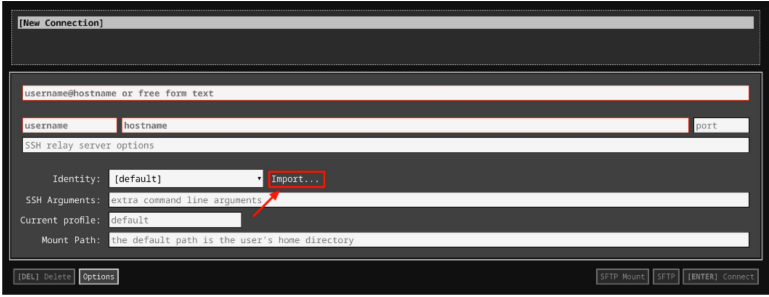 [New Connection]
username@hostname or free form text
username hostname port
SSH relay server options
Identity: [default] Import...
SSH Arguments: extra command line arguments
Current profile: default
Mount Path: the default path is the user's home directory
[DEL] Delete Options SFTP Mount SFTP [ENTER] Connect